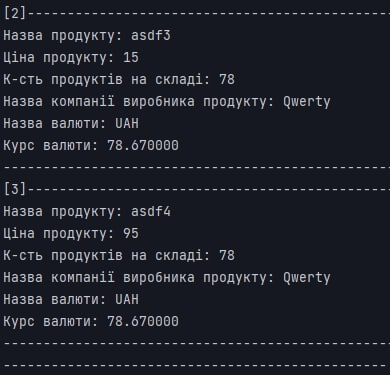 [2]----------------------------------------------
Назва продукту: asdf3
Ціна продукту: 15
К-сть продуктів на складі: 78
Назва компанії виробника продукту: Qwerty
Назва валюти: UAH
Курс валюти: 78.670000
-------------------------------------------------
[3]----------------------------------------------
Назва продукту: asdf4
Ціна продукту: 95
К-сть продуктів на складі: 78
Назва компанії виробника продукту: Qwerty
Назва валюти: UAH
Курс валюти: 78.670000
-------------------------------------------------
-------------------------------------------------